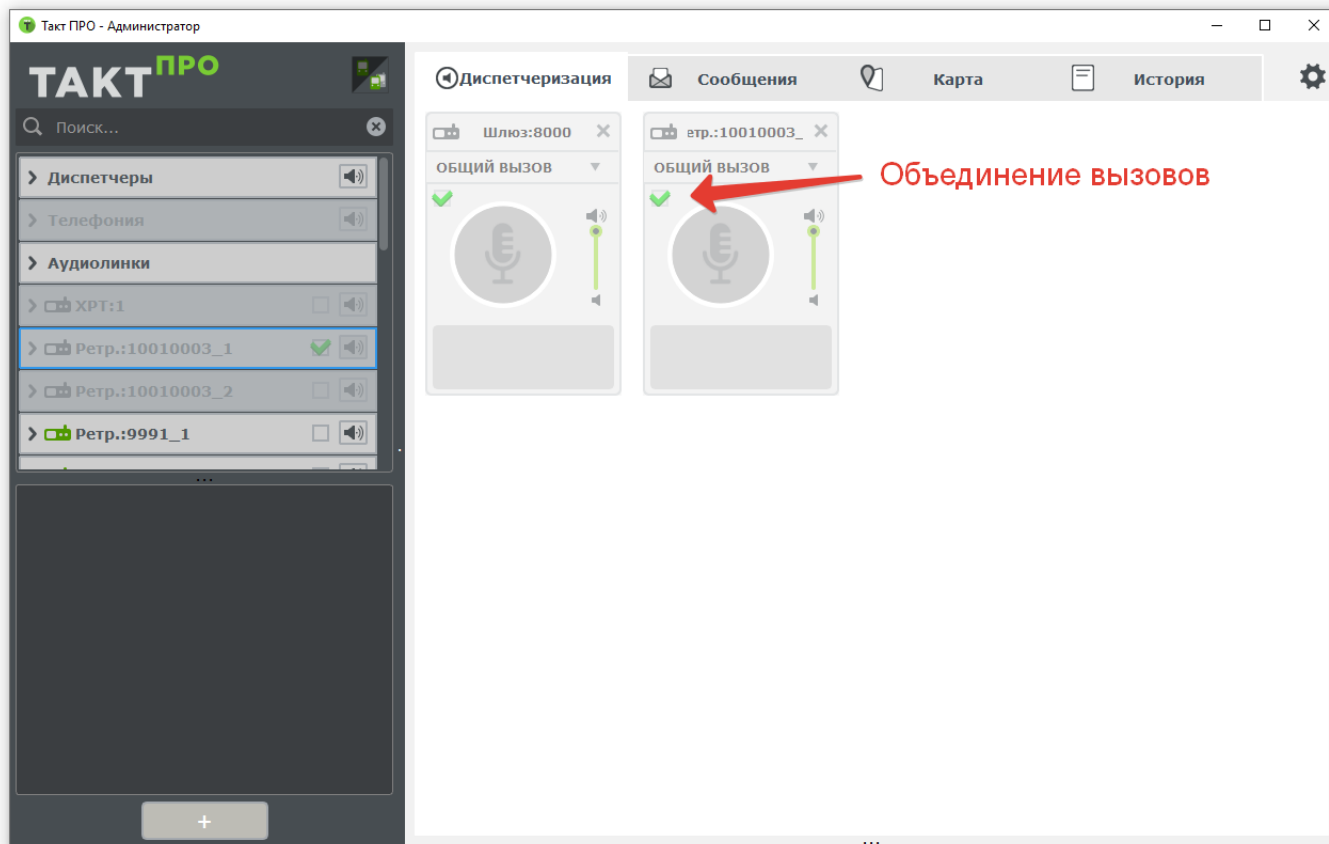 Такт ПРО - Администратор
ТАКТ ПРО
Поиск...
Диспетчеры
Телефония
Аудиолинки
ХРТ:1
Ретр.:10010003_1
Ретр.:10010003_2
Ретр.:9991_1
+
Диспетчеризация
Сообщения
Карта
История
Шлюз:8000
етр.:10010003_
ОБЩИЙ ВЫЗОВ
ОБЩИЙ ВЫЗОВ
Объединение вызовов